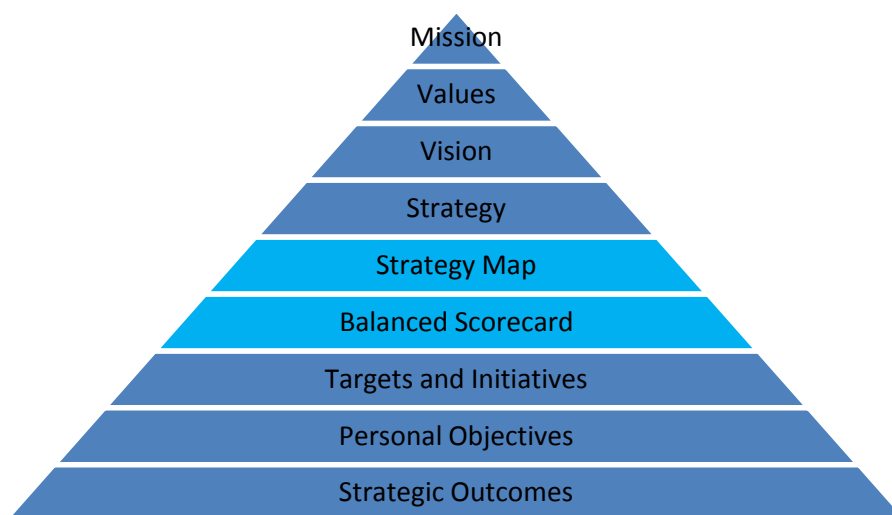 Mission
Values
Vision
Strategy
Strategy Map
Balanced Scorecard
Targets and Initiatives
Personal Objectives
Strategic Outcomes